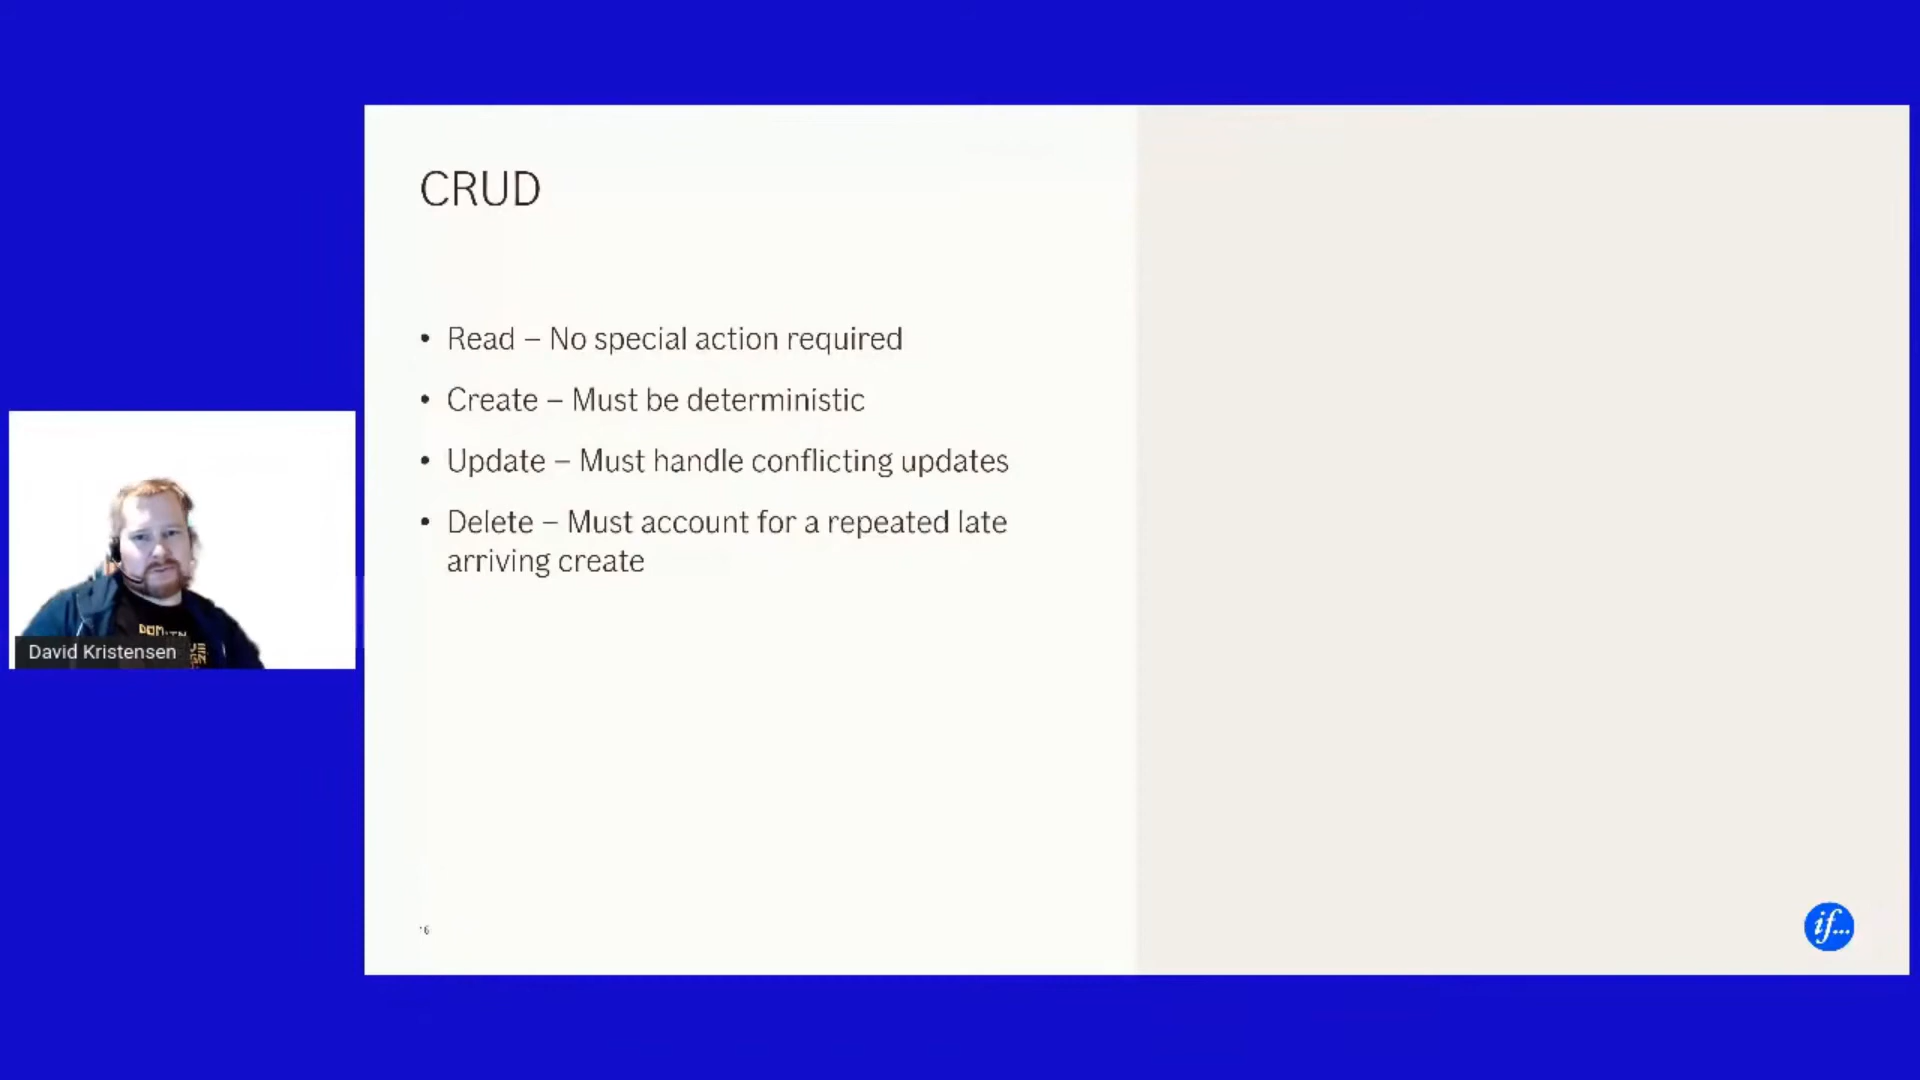 CRUD
• Read – No special action required
• Create – Must be deterministic
• Update – Must handle conflicting updates
• Delete – Must account for a repeated late
arriving create
David Kristensen
16
if...